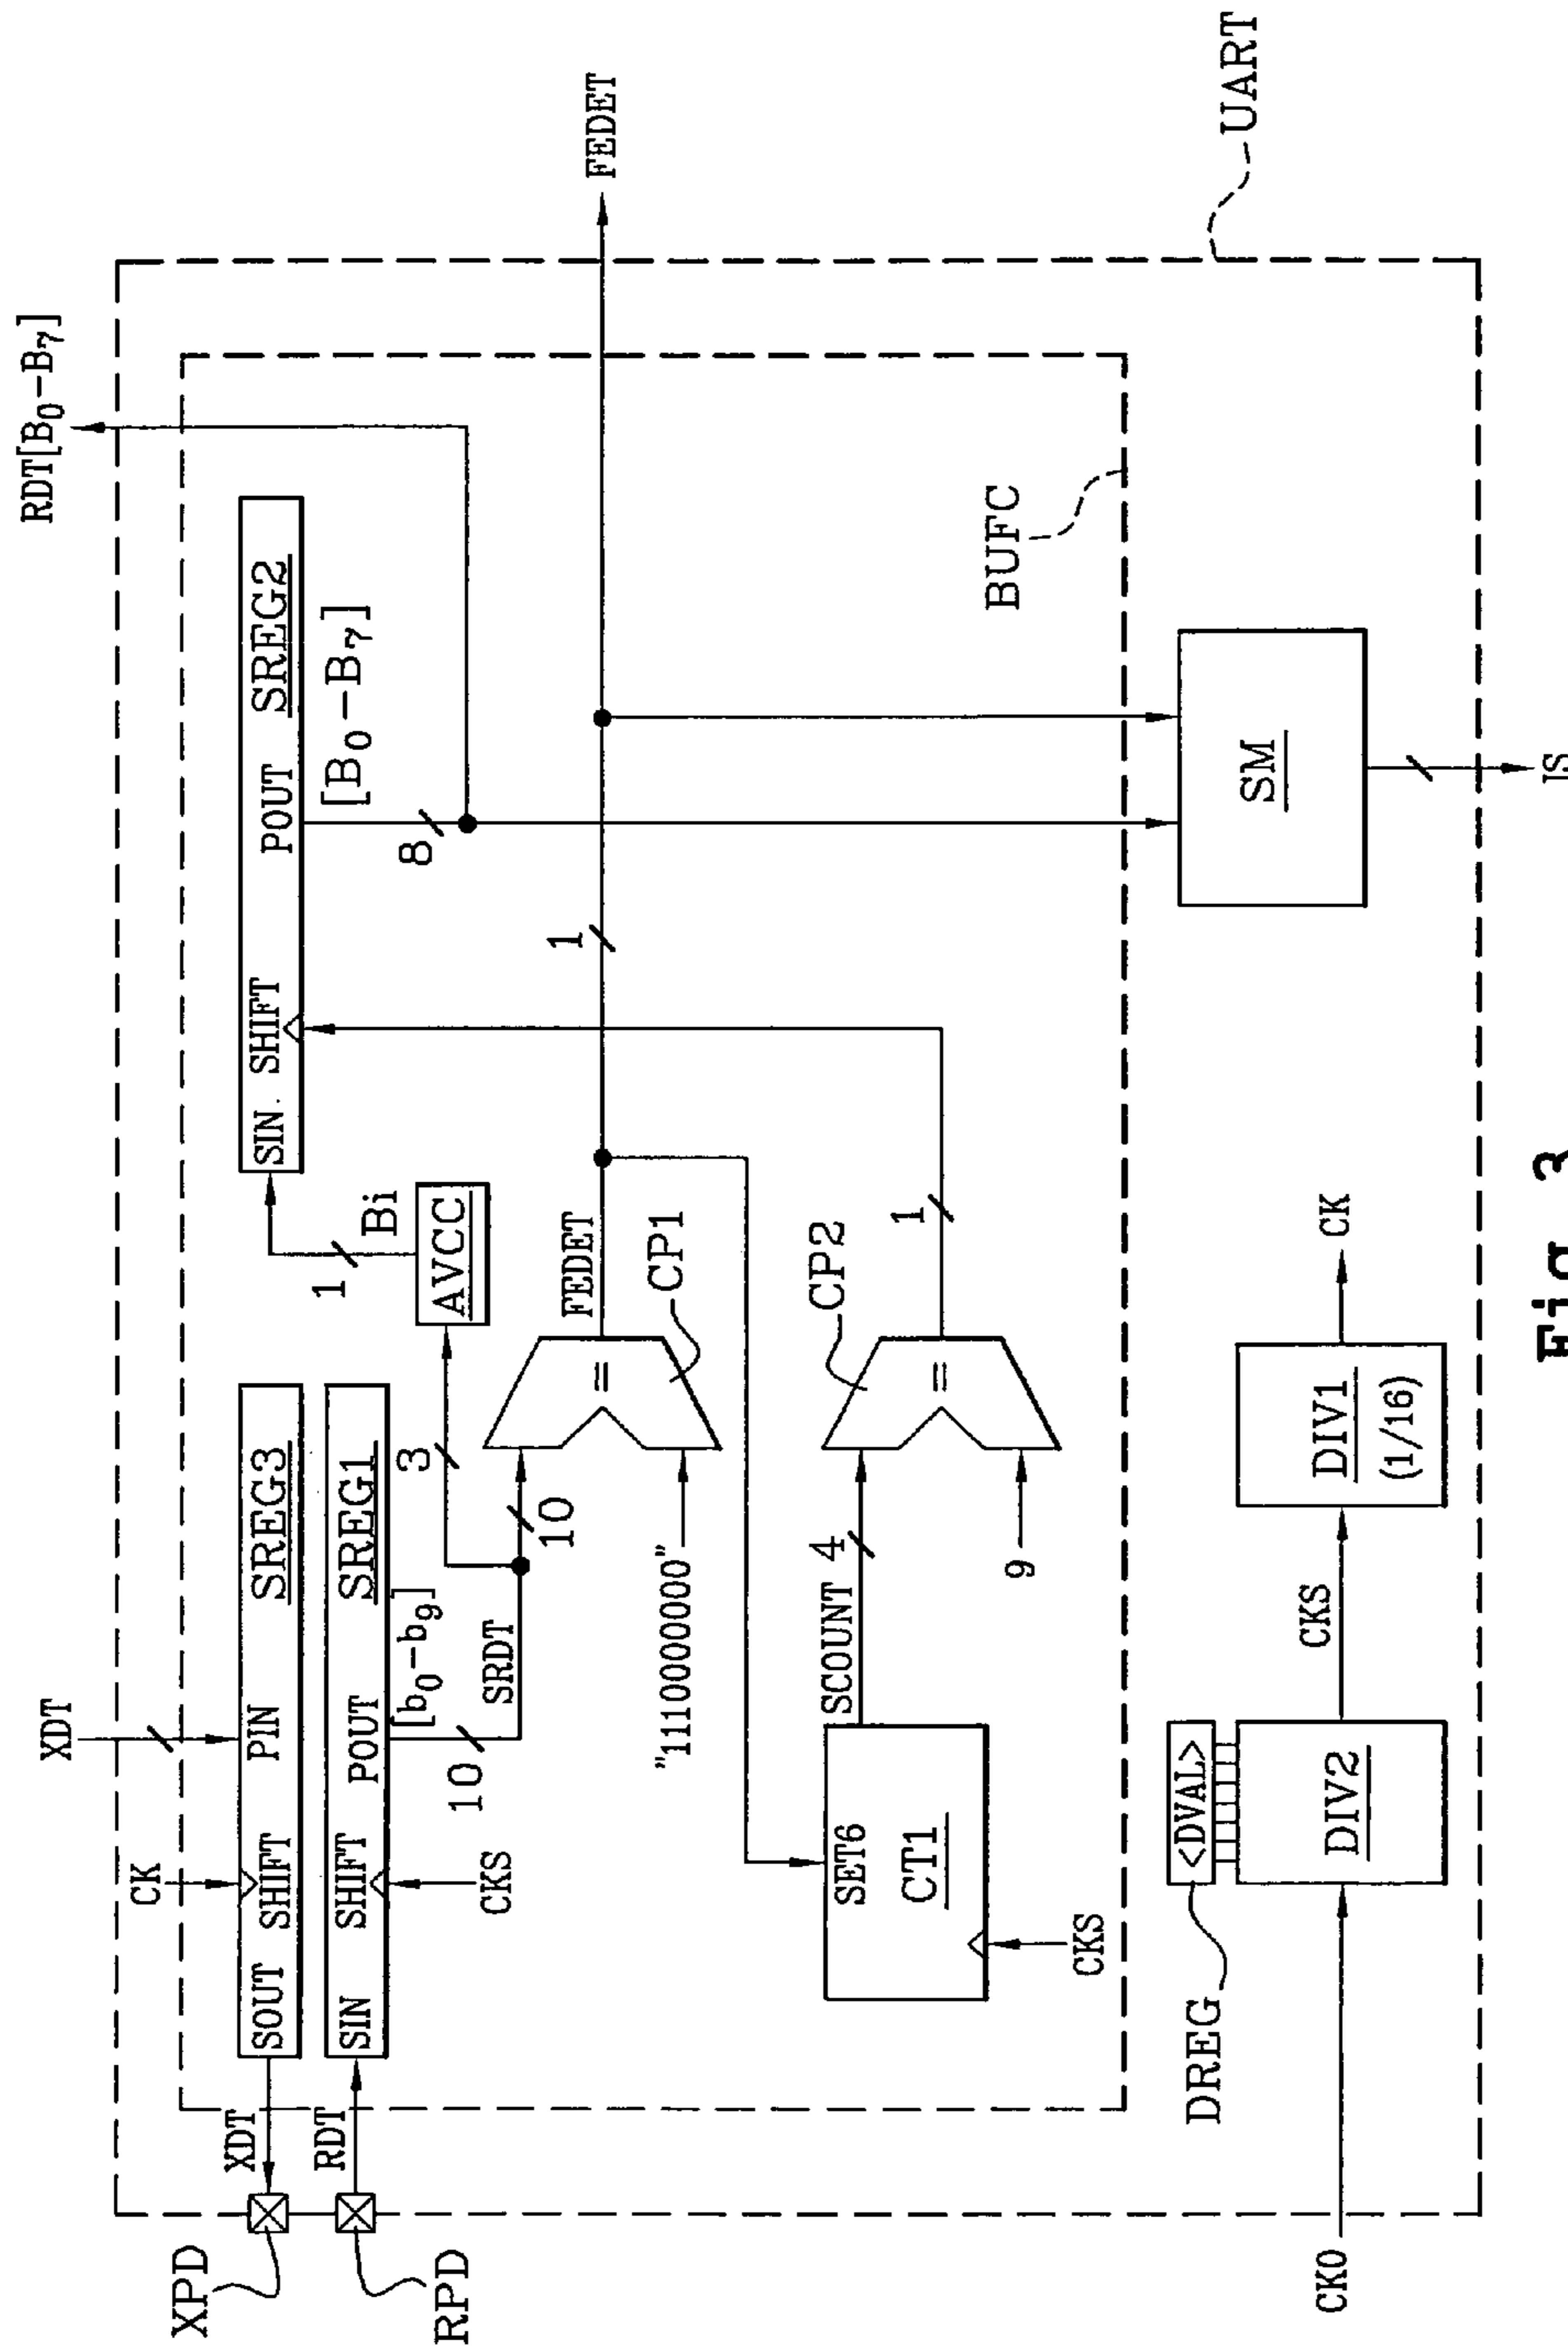 RDT[B0-B7]
XDT
CK
XDT
SOUT SHIFT PIN SREG3
XPD
RDT
SIN SHIFT POUT SREG1
RPD
CKS
[b0-b9]
10
SRDT
3
10
AVCC
1
Bi
SIN SHIFT POUT SREG2
[B0-B7]
8
"1110000000"
=
CP1
FEDET
1
FEDET
SET6
CT1
CKS
SCOUNT
4
9
=
CP2
1
BUFC
SM
IS
UART
CK0
DREG
<DVAL>
DIV2
CKS
DIV1
(1/16)
CK
Fig. 3